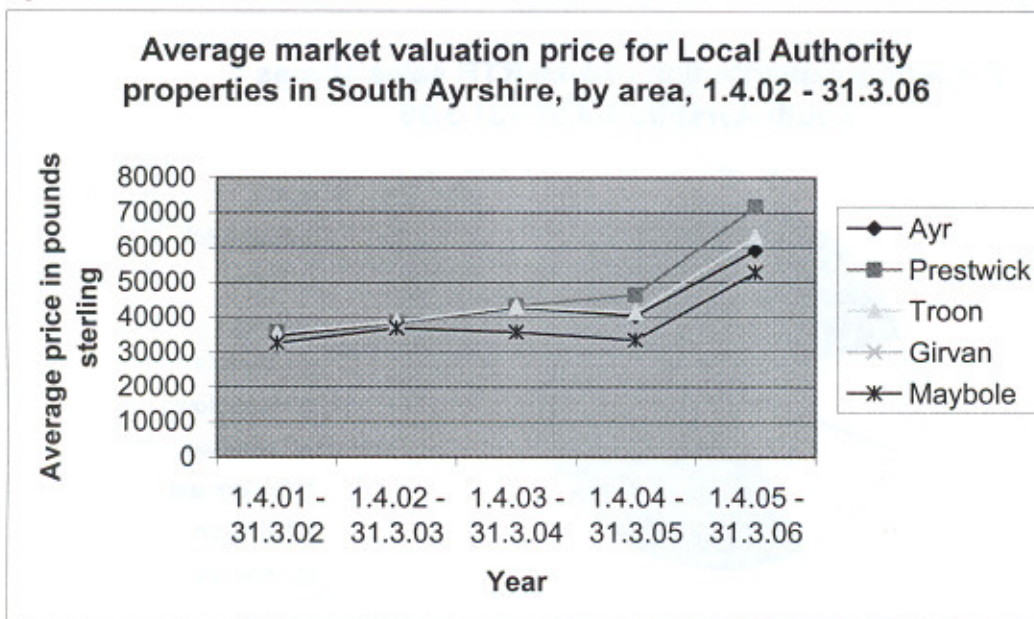 Average market valuation price for Local Authority
properties in South Ayrshire, by area, 1.4.02 - 31.3.06
Average price in pounds
sterling
80000
70000
60000
50000
40000
30000
20000
10000
0
1.4.01 - 1.4.02 - 1.4.03 - 1.4.04 - 1.4.05 -
31.3.02 31.3.03 31.3.04 31.3.05 31.3.06
Year
Ayr
Prestwick
Troon
Girvan
Maybole